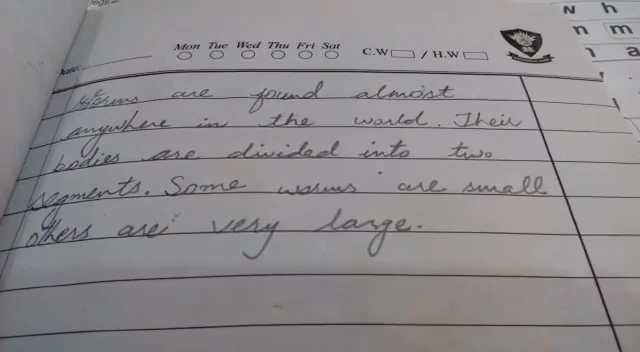 Mon Tue Wed Thu Fri Sat
C.W / H.W
Worms are found almost
anywhere in the world. Their
bodies are divided into two
segments. Some worms are small
others are very large.
N h
n m
a